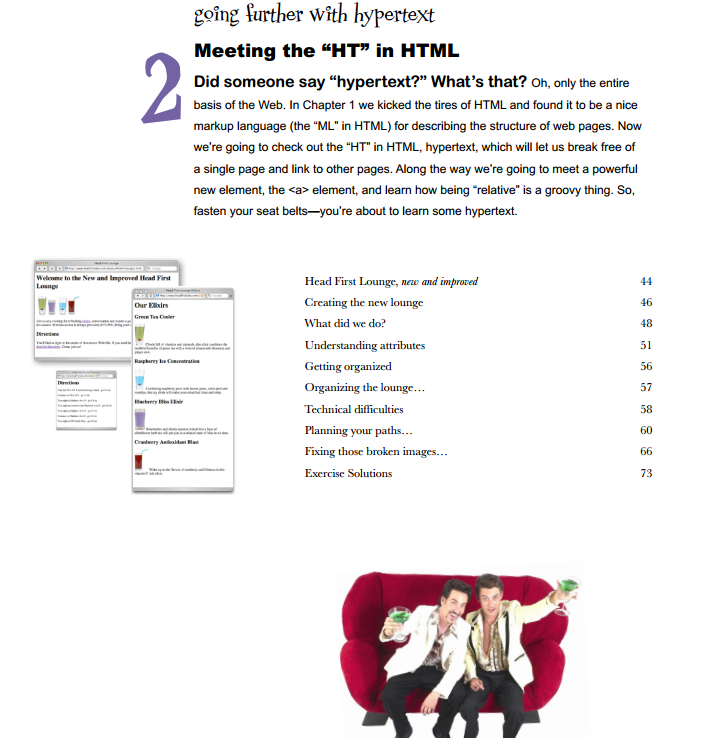 going further with hypertext
2
Meeting the “HT” in HTML
Did someone say “hypertext?” What’s that? Oh, only the entire
basis of the Web. In Chapter 1 we kicked the tires of HTML and found it to be a nice
markup language (the “ML” in HTML) for describing the structure of web pages. Now
we’re going to check out the “HT” in HTML, hypertext, which will let us break free of
a single page and link to other pages. Along the way we’re going to meet a powerful
new element, the <a> element, and learn how being “relative” is a groovy thing. So,
fasten your seat belts—you’re about to learn some hypertext.
Welcome to the New and Improved Head First
Lounge
Directions
Our Elixirs
Green Tea Cooler
Raspberry Ice Concentration
Blueberry Bliss Elixir
Cranberry Antioxidant Blast
Directions
Head First Lounge, new and improved 44
Creating the new lounge 46
What did we do? 48
Understanding attributes 51
Getting organized 56
Organizing the lounge… 57
Technical difficulties 58
Planning your paths… 60
Fixing those broken images… 66
Exercise Solutions 73